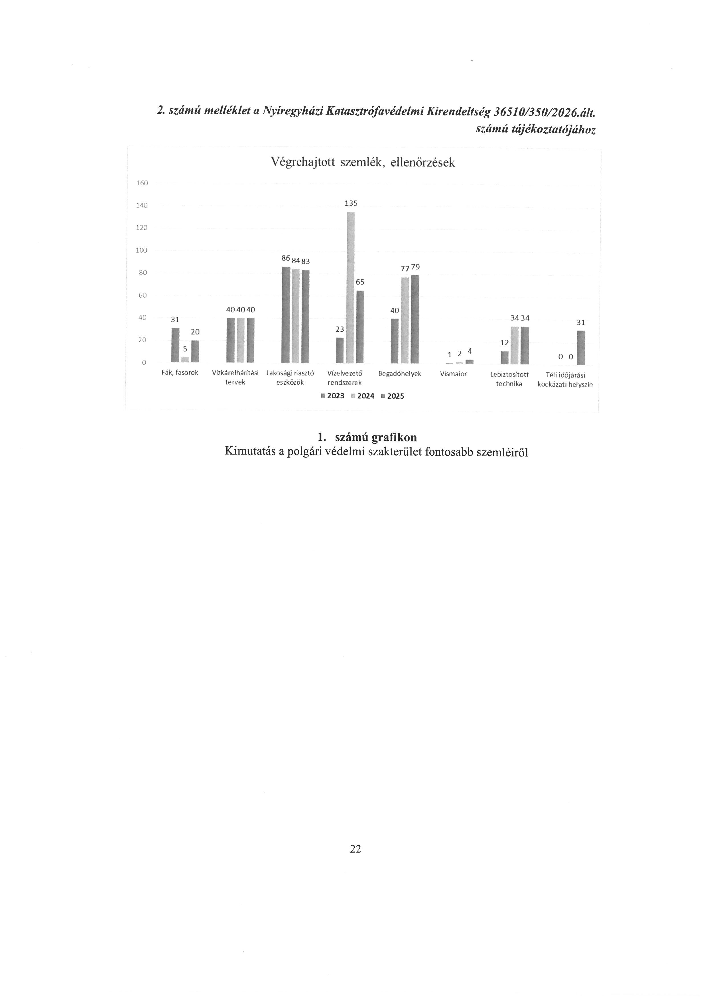 2. számú melléklet a Nyíregyházi Katasztrófavédelmi Kirendeltség 36510/350/2026.ált.
számú tájékoztatójához
Végrehajtott szemlék, ellenőrzések
160
140
120
100
80
60
40
20
0
31
5
20
40 40 40
86 84 83
23
135
65
40
77 79
1 2 4
12
34 34
0 0
31
Fák, fasorok
Vízkárelhárítási
tervek
Lakosági riasztó
eszközök
Vízelvezető
rendszerek
Begadóhelyek
Vismaior
Lebiztosított
technika
Téli időjárási
kockázati helyszín
2023 2024 2025
1. számú grafikon
Kimutatás a polgári védelmi szakterület fontosabb szemléiről
22